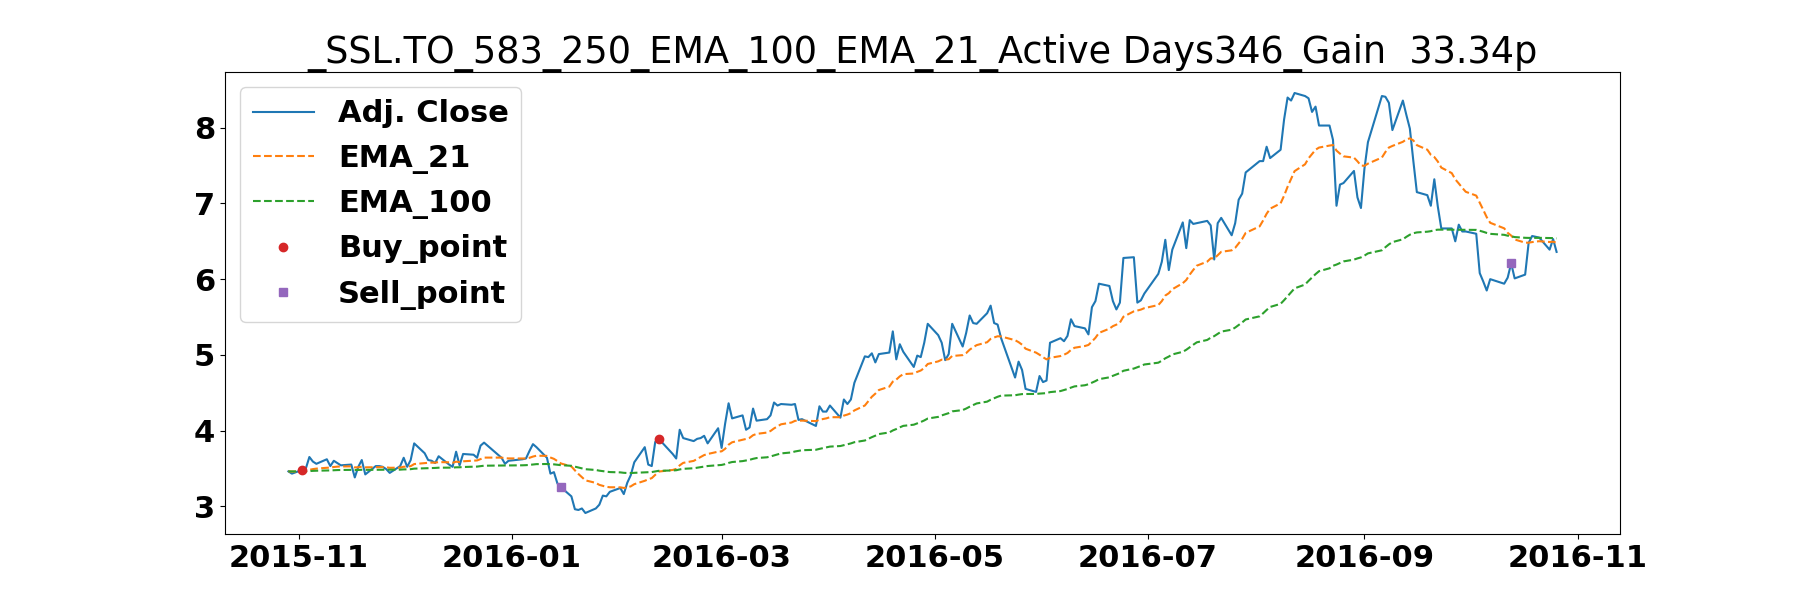 _SSL.TO_583_250_EMA_100_EMA_21_Active Days346_Gain  33.34p
Adj. Close
EMA_21
EMA_100
Buy_point
Sell_point
8
7
6
5
4
3
2015-11 2016-01 2016-03 2016-05 2016-07 2016-09 2016-11